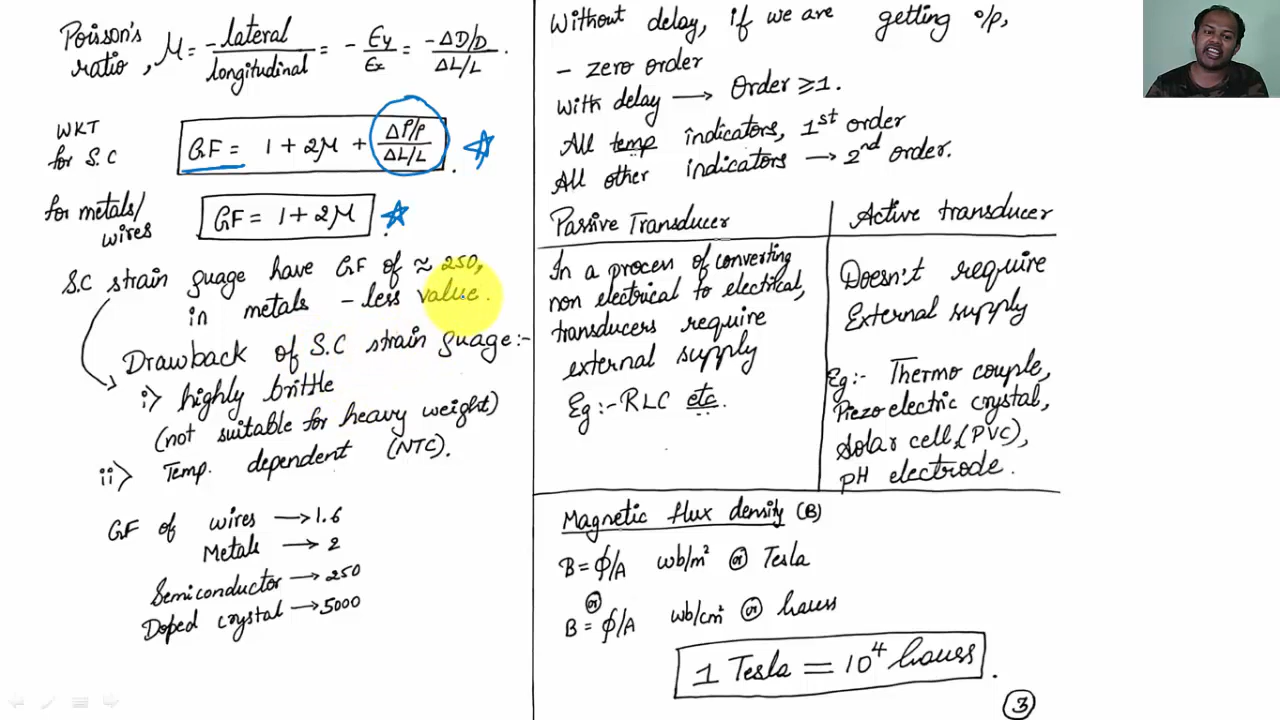 Poisson's ratio, μ = -lateral/longitudinal = - Ey/Ex = -ΔD/D / ΔL/L .
WKT for S.C
GF = 1 + 2μ + ΔP/P / ΔL/L .
for metals/wires
GF = 1 + 2μ .
S.C strain guage have GF of ≈ 250,
in metals - less value.
Drawback of S.C strain guage:-
i> highly brittle
(not suitable for heavy weight)
ii> Temp. dependent (NTC).
GF of wires → 1.6
Metals → 2
Semiconductor → 250
Doped crystal → 5000
Without delay, if we are getting o/p,
- zero order
With delay → Order ≥ 1.
All temp indicators, 1st order
All other indicators → 2nd order.
Passive Transducer
In a process of converting
non electrical to electrical,
transducers require
external supply
Eg:- RLC etc.
Active transducer
Doesn't require
External supply
Eg:- Thermo couple,
Piezo electric crystal,
Solar cell, (PVC),
PH electrode.
Magnetic flux density (B)
B = ϕ/A wb/m² (or) Tesla
(or)
B = ϕ/A wb/cm² (or) hauss
1 Tesla = 10⁴ hauss .
3